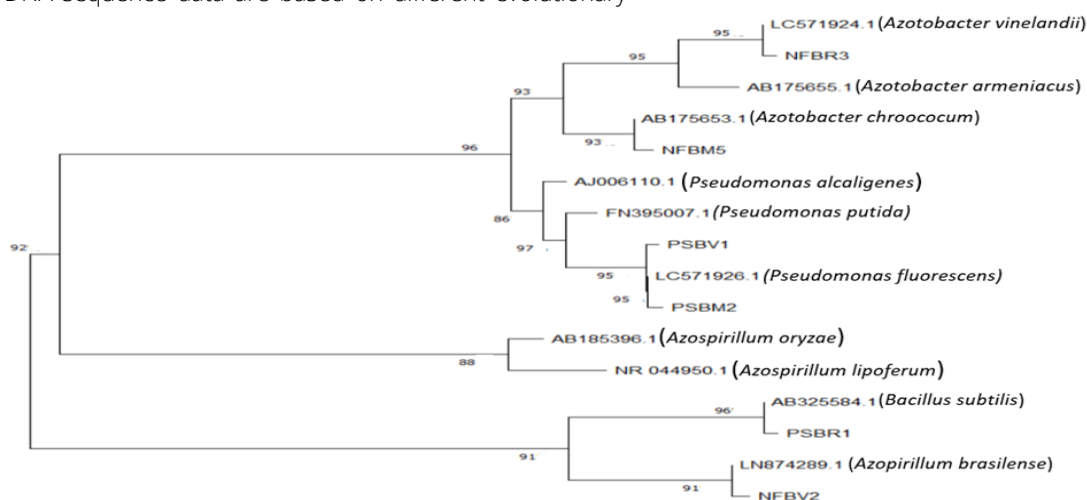 DNA sequence data are based on different evolutionary
95 LC571924.1(Azotobacter vinelandii)
95 NFBR3
AB175655.1(Azotobacter armeniacus)
93
AB175653.1(Azotobacter chroococum)
93 NFBM5
96
AJ006110.1 (Pseudomonas alcaligenes)
86 FN395007.1(Pseudomonas putida)
97 PSBV1
92
95 LC571926.1(Pseudomonas fluorescens)
95 PSBM2
AB185396.1(Azospirillum oryzae)
88 NR 044950.1(Azospirillum lipoferum)
96 AB325584.1(Bacillus subtilis)
PSBR1
91
LN874289.1 (Azopirillum brasilense)
91 NFBV2